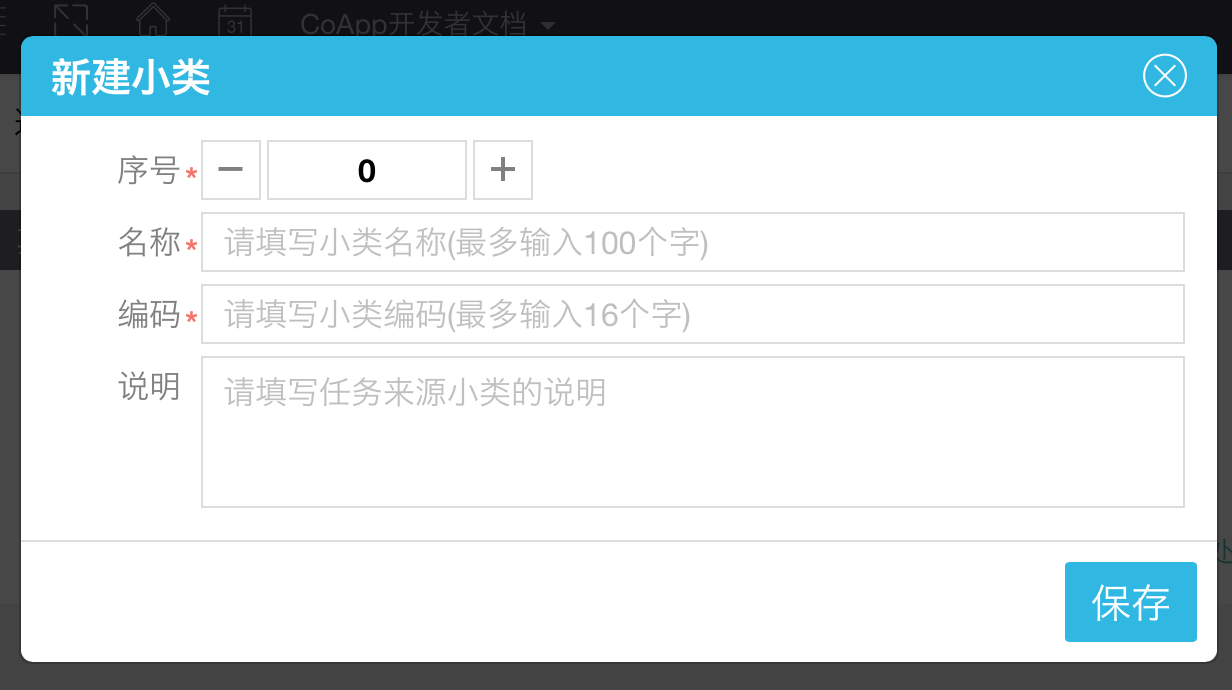 31 CoApp开发者文档
新建小类
序号* 0
名称* 请填写小类名称(最多输入100个字)
编码* 请填写小类编码(最多输入16个字)
说明 请填写任务来源小类的说明
保存